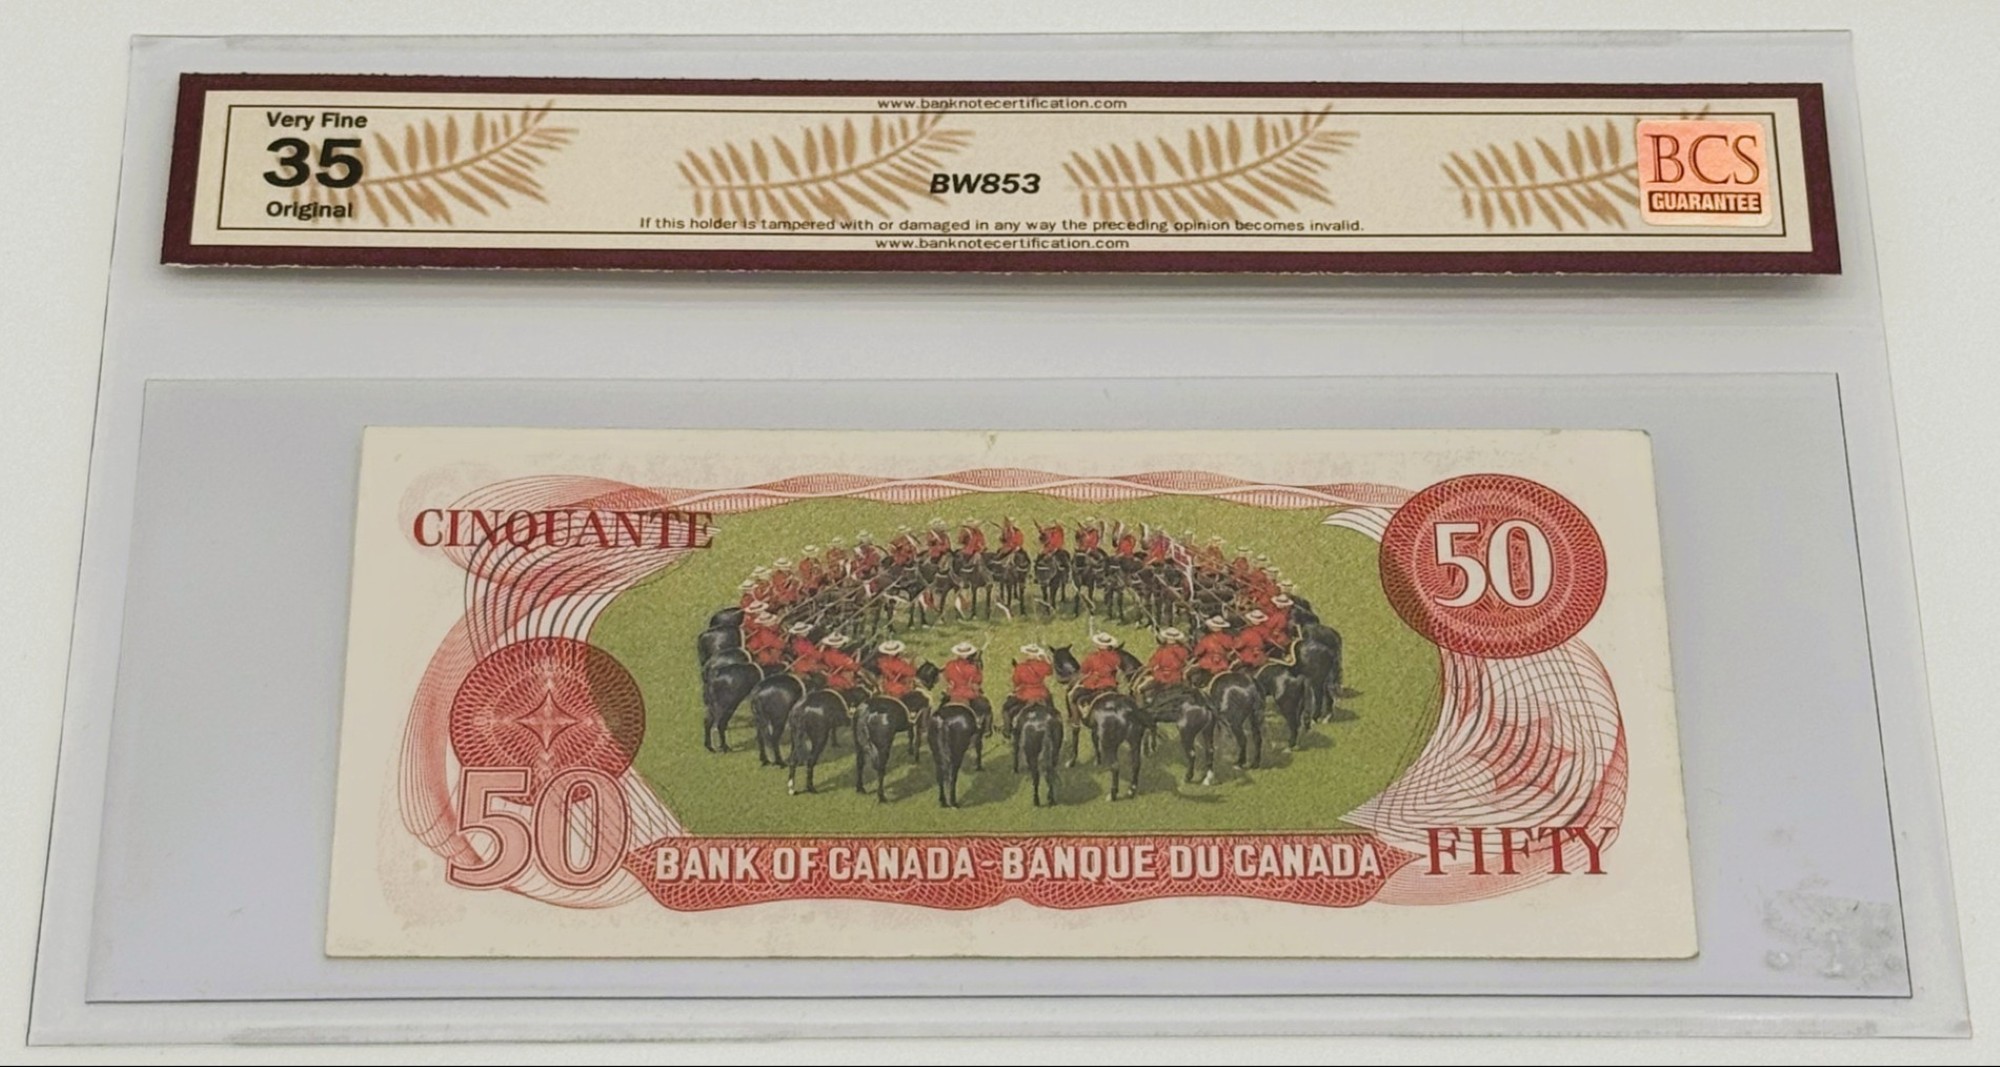 www.banknotecertification.com
Very Fine
35
Original
BW853
BCS
GUARANTEE
If this holder is tampered with or damaged in any way the preceding opinion becomes invalid.
www.banknotecertification.com
CINQUANTE
50
50
BANK OF CANADA - BANQUE DU CANADA
FIFTY